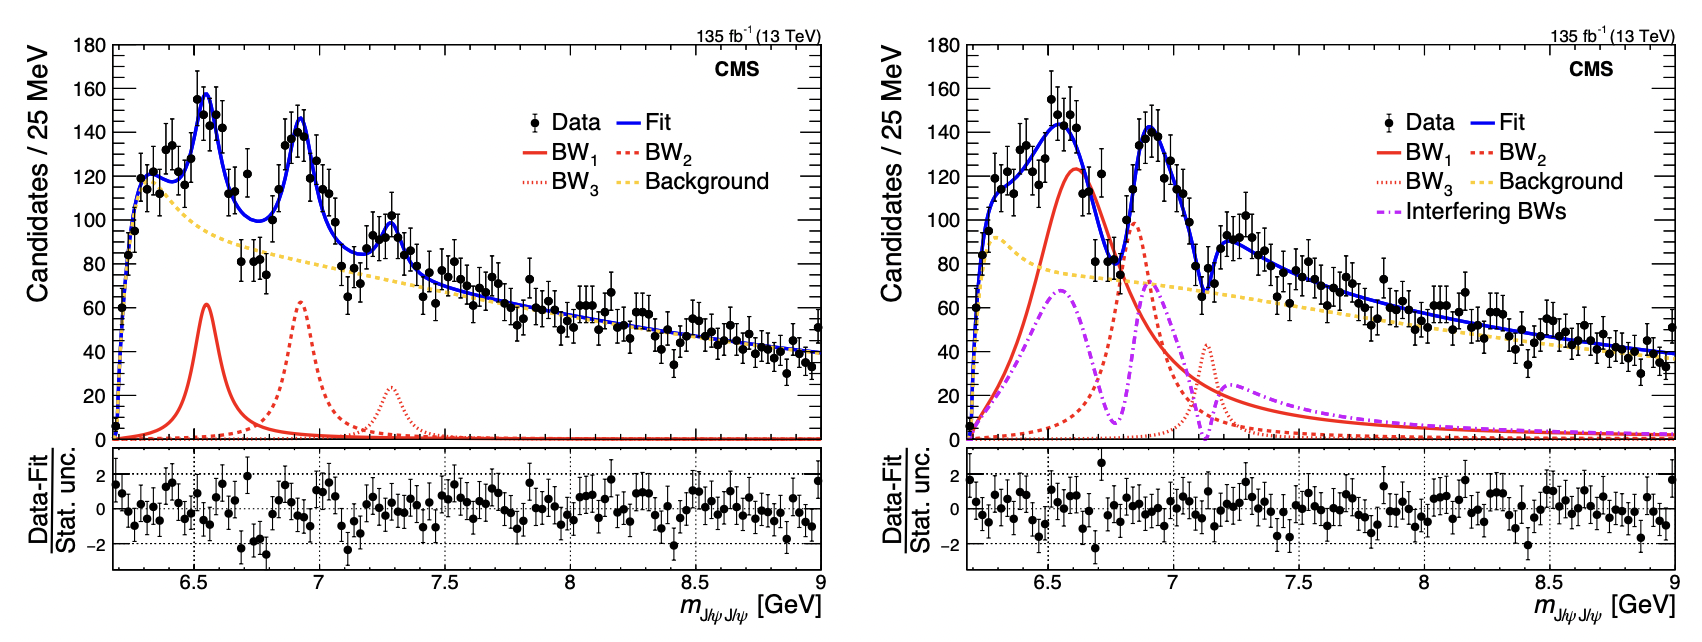 135 fb⁻¹ (13 TeV)
CMS
Candidates / 25 MeV
180
160
140
120
100
80
60
40
20
0
Data
Fit
BW₁
BW₂
BW₃
Background
Data-Fit
Stat. unc.
2
0
−2
6.5
7
7.5
8
8.5
9
m J/ψJ/ψ [GeV]
135 fb⁻¹ (13 TeV)
CMS
Candidates / 25 MeV
180
160
140
120
100
80
60
40
20
0
Data
Fit
BW₁
BW₂
BW₃
Background
Interfering BWs
Data-Fit
Stat. unc.
2
0
−2
6.5
7
7.5
8
8.5
9
m J/ψJ/ψ [GeV]